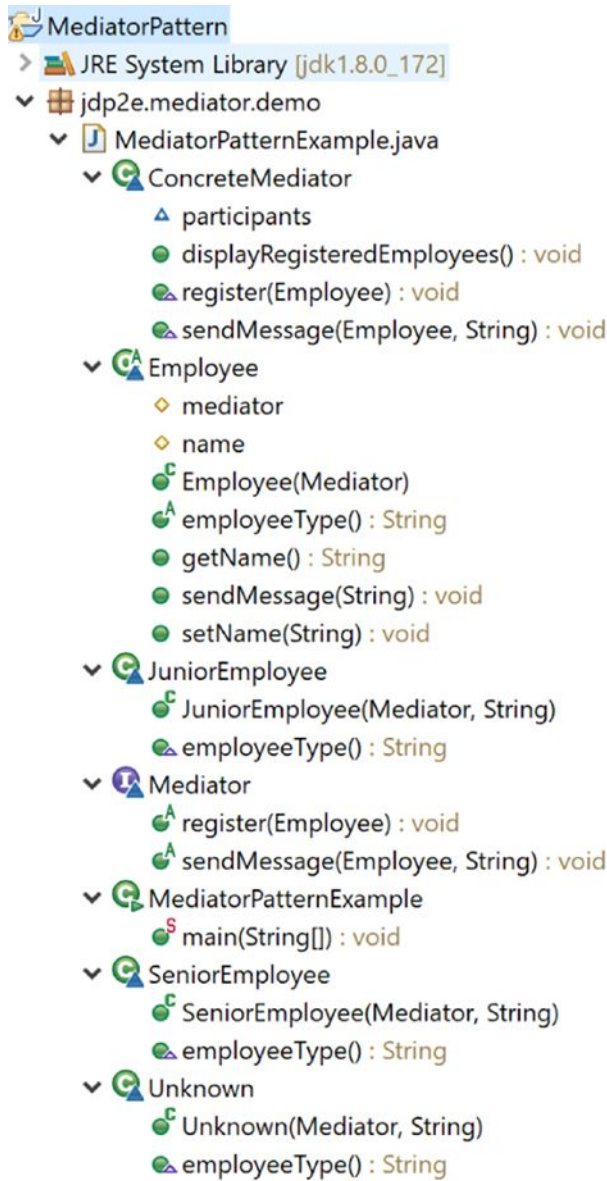 MediatorPattern
JRE System Library [jdk1.8.0_172]
jdp2e.mediator.demo
MediatorPatternExample.java
ConcreteMediator
participants
displayRegisteredEmployees() : void
register(Employee) : void
sendMessage(Employee, String) : void
Employee
mediator
name
Employee(Mediator)
employeeType() : String
getName() : String
sendMessage(String) : void
setName(String) : void
JuniorEmployee
JuniorEmployee(Mediator, String)
employeeType() : String
Mediator
register(Employee) : void
sendMessage(Employee, String) : void
MediatorPatternExample
main(String[]) : void
SeniorEmployee
SeniorEmployee(Mediator, String)
employeeType() : String
Unknown
Unknown(Mediator, String)
employeeType() : String